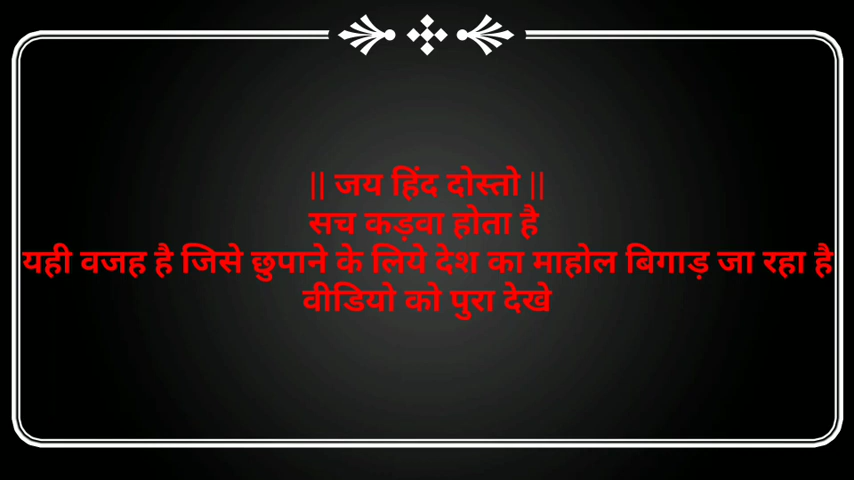 || जय हिंद दोस्तो ||
सच कड़वा होता है
यही वजह है जिसे छुपाने के लिये देश का माहोल बिगाड़ जा रहा है
वीडियो को पुरा देखे